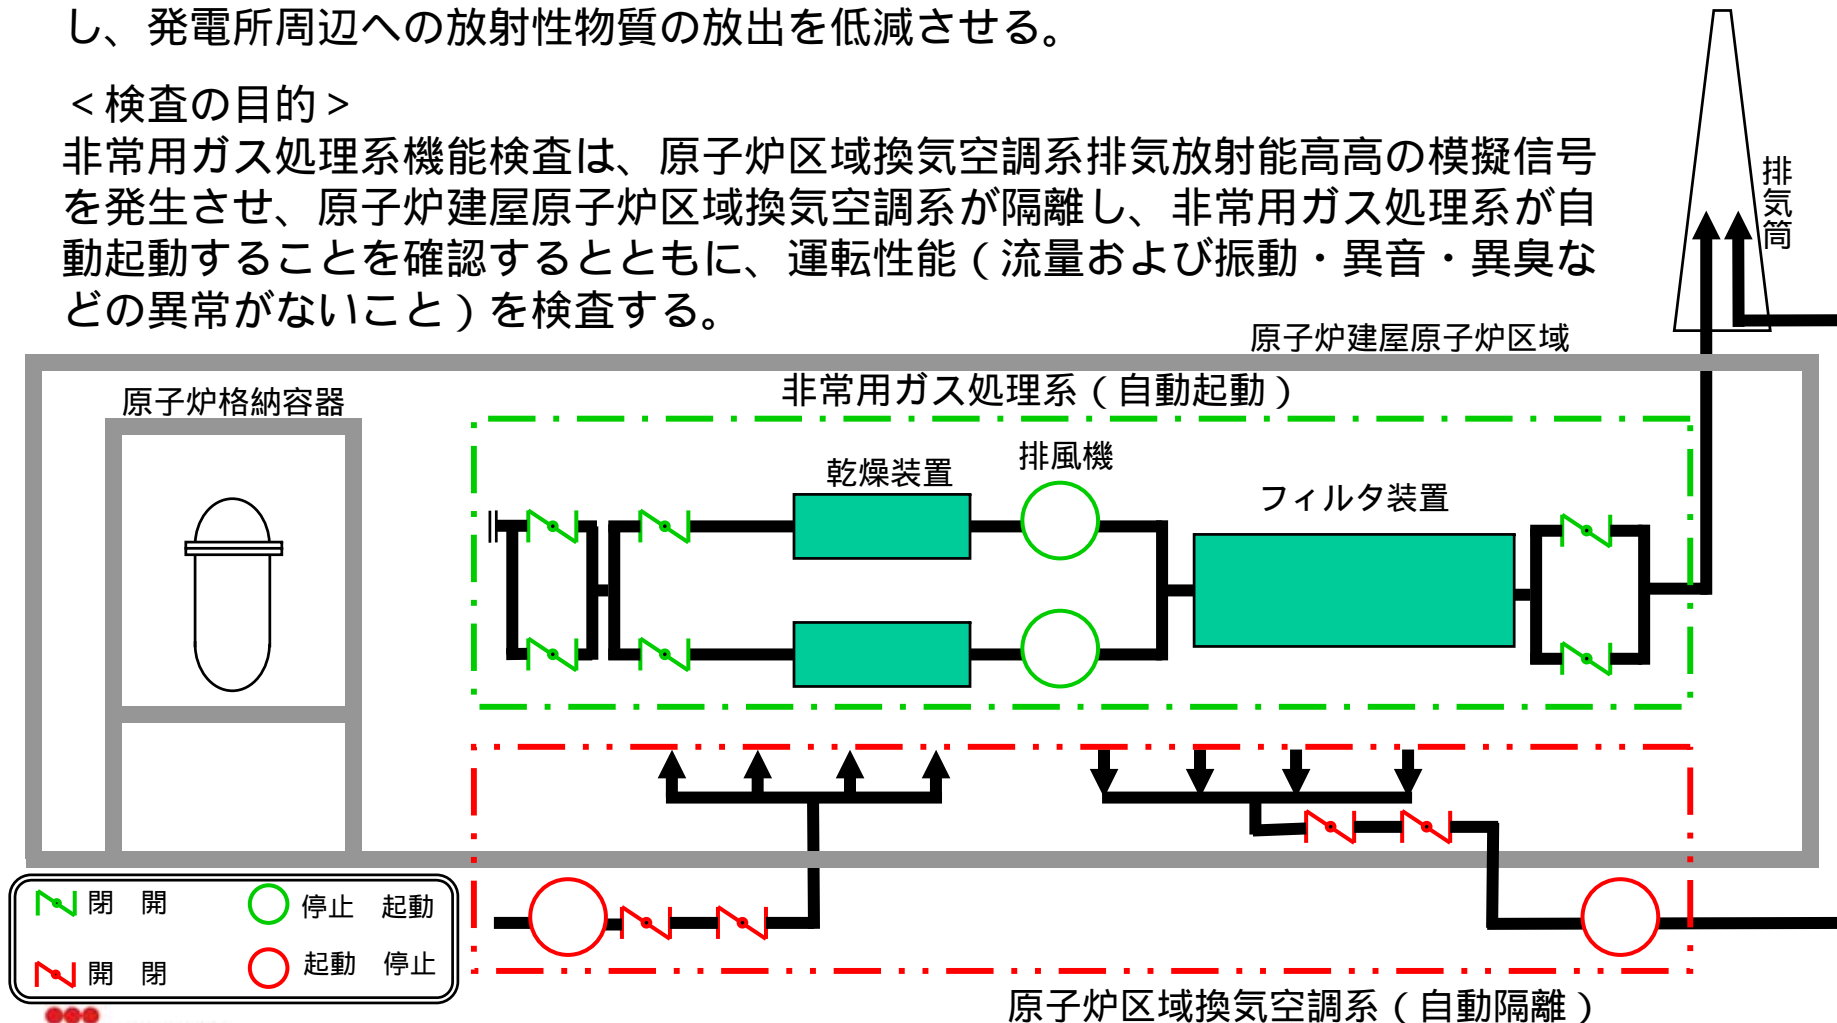 し、発電所周辺への放射性物質の放出を低減させる。
＜検査の目的＞
非常用ガス処理系機能検査は、原子炉区域換気空調系排気放射能高高の模擬信号
を発生させ、原子炉建屋原子炉区域換気空調系が隔離し、非常用ガス処理系が自
動起動することを確認するとともに、運転性能（流量および振動・異音・異臭な
どの異常がないこと）を検査する。
排気筒
原子炉建屋原子炉区域
非常用ガス処理系（自動起動）
原子炉格納容器
乾燥装置
排風機
フィルタ装置
閉　開
停止　起動
開　閉
起動　停止
原子炉区域換気空調系（自動隔離）